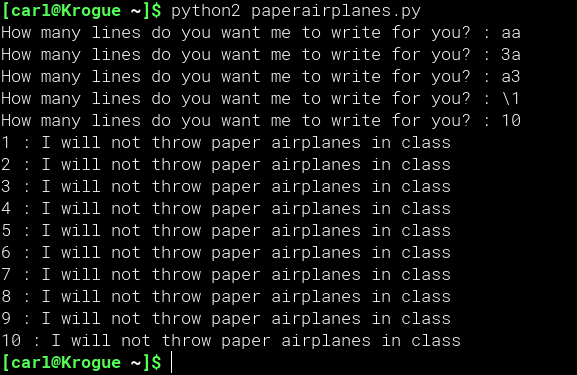 [carl@Krogue ~]$ python2 paperairplanes.py
How many lines do you want me to write for you? : aa
How many lines do you want me to write for you? : 3a
How many lines do you want me to write for you? : a3
How many lines do you want me to write for you? : \1
How many lines do you want me to write for you? : 10
1 : I will not throw paper airplanes in class
2 : I will not throw paper airplanes in class
3 : I will not throw paper airplanes in class
4 : I will not throw paper airplanes in class
5 : I will not throw paper airplanes in class
6 : I will not throw paper airplanes in class
7 : I will not throw paper airplanes in class
8 : I will not throw paper airplanes in class
9 : I will not throw paper airplanes in class
10 : I will not throw paper airplanes in class
[carl@Krogue ~]$